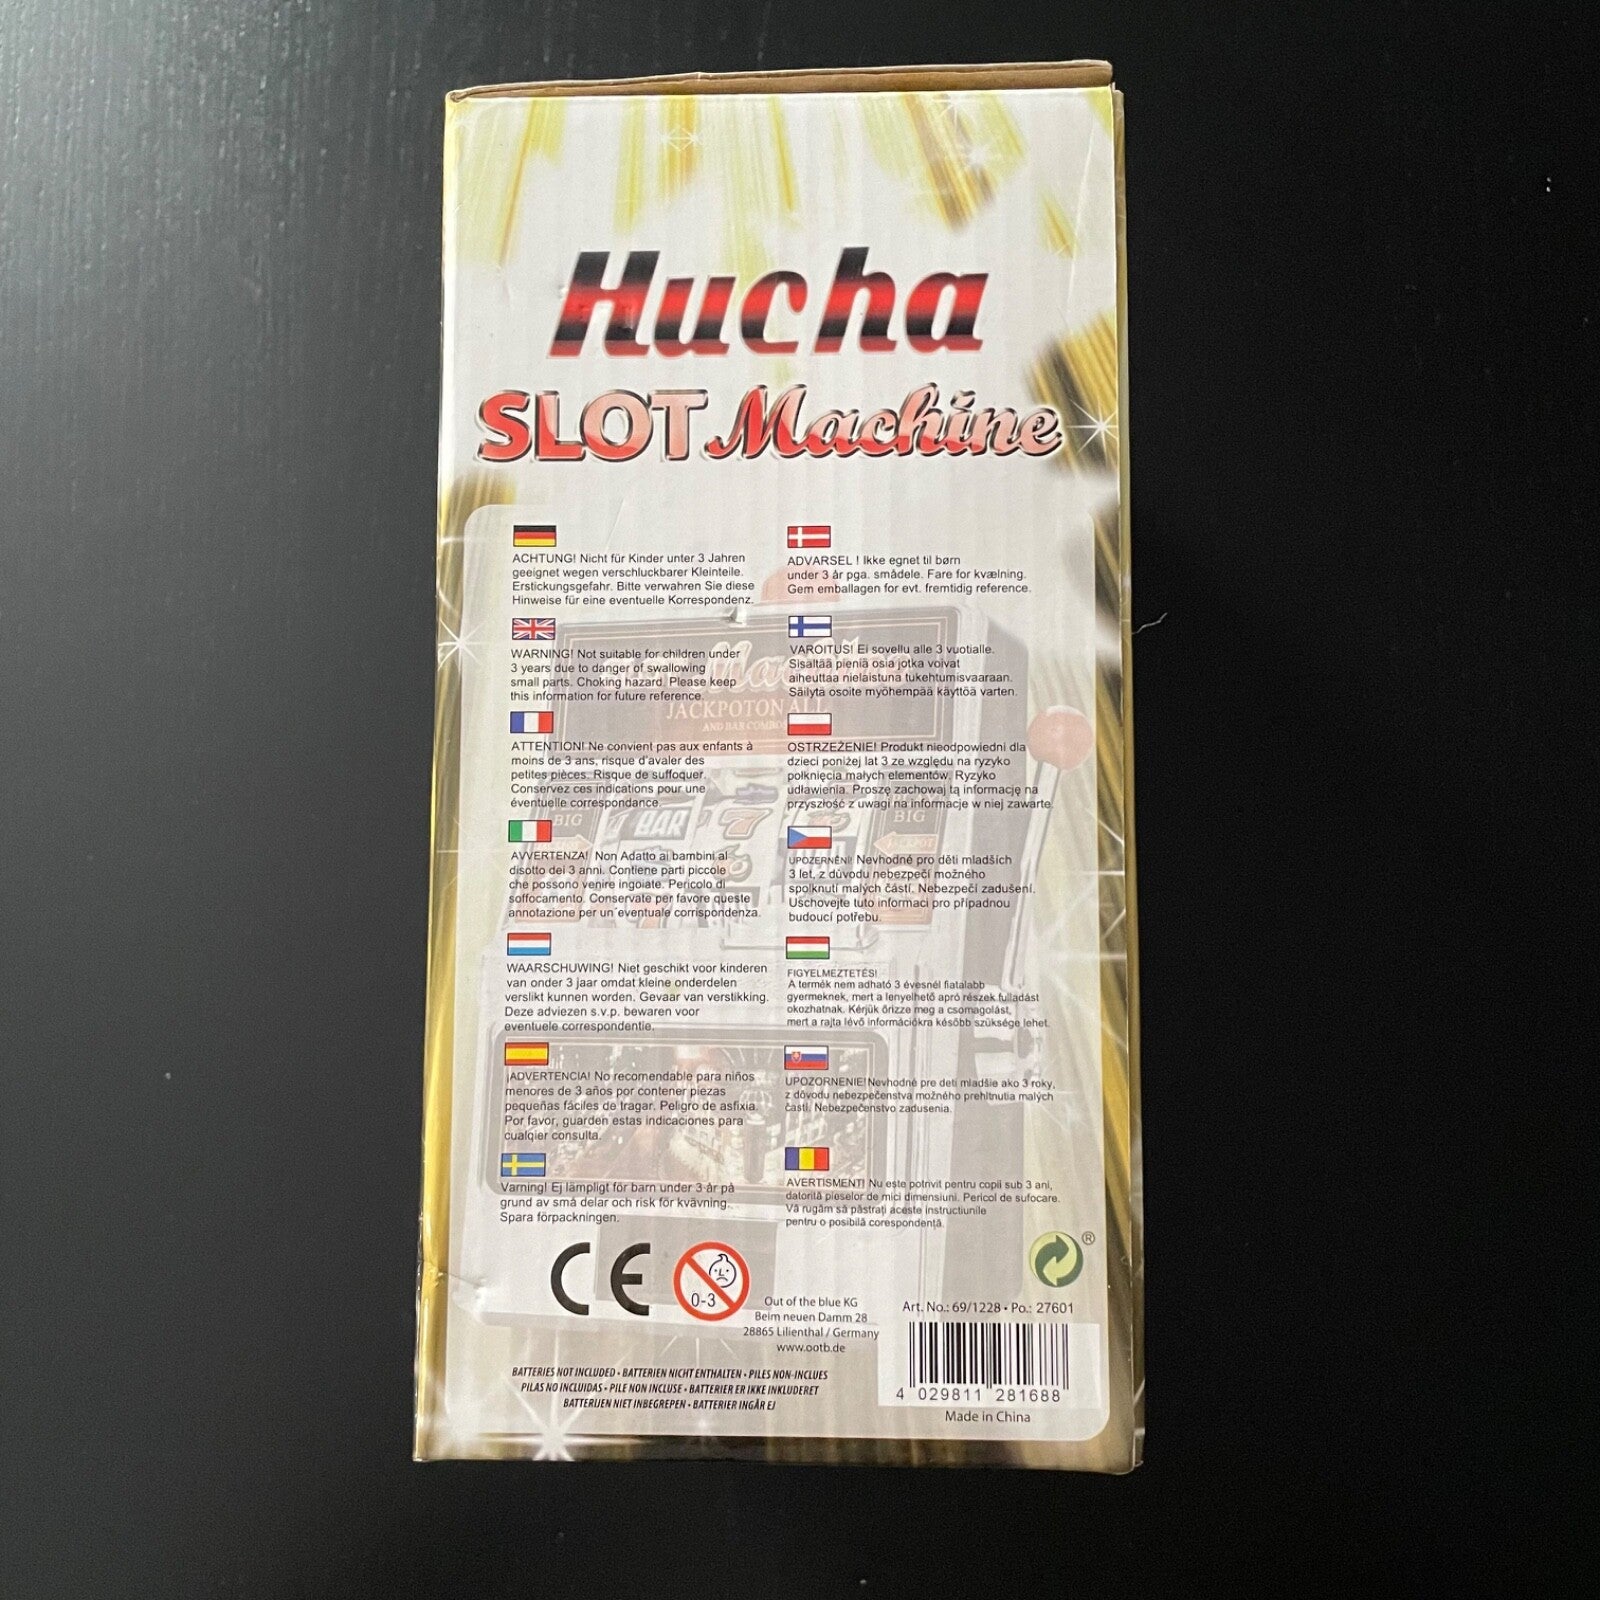 Hucha
SLOT Machine
ACHTUNG! Nicht für Kinder unter 3 Jahren
geeignet wegen verschluckbarer Kleinteile.
Erstickungsgefahr. Bitte verwahren Sie diese
Hinweise für eine eventuelle Korrespondenz.
WARNING! Not suitable for children under
3 years due to danger of swallowing
small parts. Choking hazard. Please keep
this information for future reference.
ATTENTION! Ne convient pas aux enfants à
moins de 3 ans, risque d'avaler des
petites pièces. Risque de suffoquer.
Conservez ces indications pour une
éventuelle correspondance.
AVVERTENZA! Non Adatto ai bambini al
disotto dei 3 anni. Contiene parti piccole
che possono venire ingoiate. Pericolo di
soffocamento. Conservate per favore queste
annotazione per un'eventuale corrispondenza.
WAARSCHUWING! Niet geschikt voor kinderen
van onder 3 jaar omdat kleine onderdelen
verslikt kunnen worden. Gevaar van verstikking.
Deze adviezen s.v.p. bewaren voor
eventuele correspondentie.
¡ADVERTENCIA! No recomendable para niños
menores de 3 años por contener piezas
pequeñas fáciles de tragar. Peligro de asfixia.
Por favor, guarden estas indicaciones para
cualqier consulta.
Varning! Ej lämpligt för barn under 3 år på
grund av små delar och risk för kvävning.
Spara förpackningen.
ADVARSEL ! Ikke egnet til børn
under 3 år pga. smådele. Fare for kvælning.
Gem emballagen for evt. fremtidig reference.
VAROITUS! Ei sovellu alle 3 vuotialle.
Sisältää pieniä osia jotka voivat
aiheuttaa nielaistuna tukehtumisvaaraan.
Säilytä osoite myöhempää käyttöä varten.
OSTRZEŻENIE! Produkt nieodpowiedni dla
dzieci poniżej lat 3 ze względu na ryzyko
połknięcia małych elementów. Ryzyko
udławienia. Proszę zachowaj tą informację na
przyszłość z uwagi na informacje w niej zawarte.
UPOZERNĚNÍ! Nevhodné pro děti mladších
3 let, z důvodu nebezpečí možného
spolknutí malých částí. Nebezpečí zadušení.
Uschovejte tuto informaci pro případnou
budoucí potřebu.
FIGYELMEZTETÉS!
A termék nem adható 3 évesnél fiatalabb
gyermeknek, mert a lenyelhető apró részek fulladást
okozhatnak. Kérjük őrizze meg a csomagolást,
mert a rajta lévő információkra később szüksége lehet.
UPOZORNENIE! Nevhodné pre deti mladšie ako 3 roky,
z dôvodu nebezpečenstva možného prehltnutia malých
častí. Nebezpečenstvo zadusenia.
AVERTISMENT! Nu este potrivit pentru copii sub 3 ani,
datorită pieselor de mici dimensiuni. Pericol de sufocare.
Vă rugăm să păstrați aceste instrucțiunile
pentru o posibilă corespondență.
Machine
JACKPOT ON ALL
AND BAR COMBOS
BIG
BAR
7
BIG
CE
0-3
Out of the blue KG
Beim neuen Damm 28
28865 Lilienthal / Germany
www.ootb.de
®
Art. No.: 69/1228 • Po.: 27601
4 029811 281688
Made in China
BATTERIES NOT INCLUDED • BATTERIEN NICHT ENTHALTEN • PILES NON-INCLUES
PILAS NO INCLUIDAS • PILE NON INCLUSE • BATTERIER ER IKKE INKLUDERET
BATTERIJEN NIET INBEGREPEN • BATTERIER INGÅR EJ